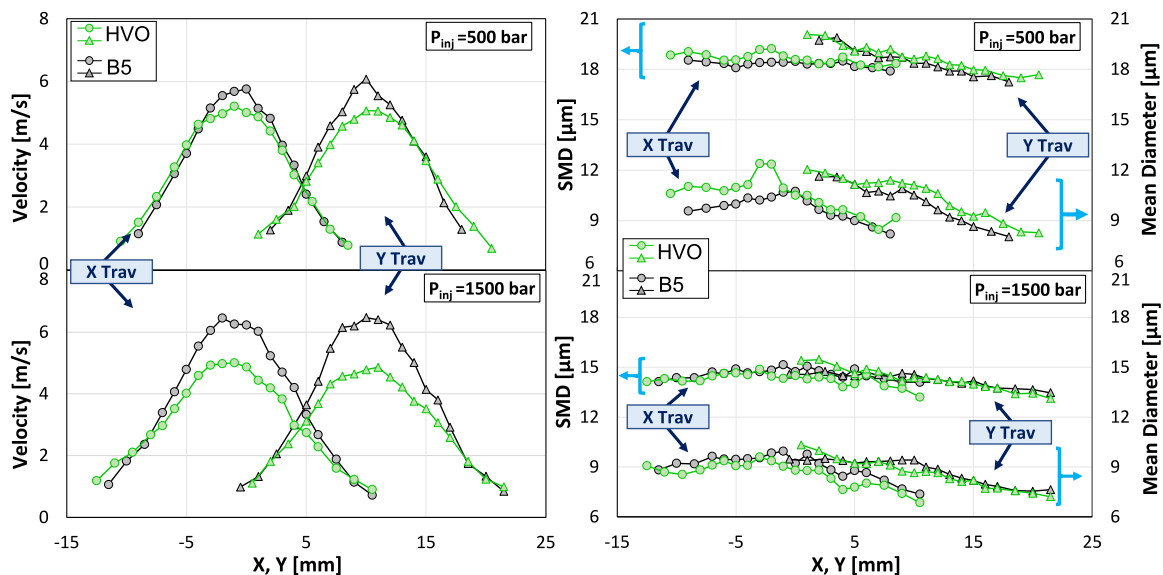 8
HVO
B5
P_inj =500 bar
6
4
2
0
Velocity [m/s]
X Trav
Y Trav
P_inj =1500 bar
8
6
4
2
0
Velocity [m/s]
-15 -5 5 15 25
X, Y [mm]
21 21
P_inj =500 bar
18 18
15 15
X Trav
Y Trav
12 12
9 9
6 6
SMD [µm]
Mean Diameter [µm]
HVO
B5
21 21
P_inj =1500 bar
18 18
15 15
X Trav
Y Trav
12 12
9 9
6 6
SMD [µm]
Mean Diameter [µm]
-15 -5 5 15 25
X, Y [mm]